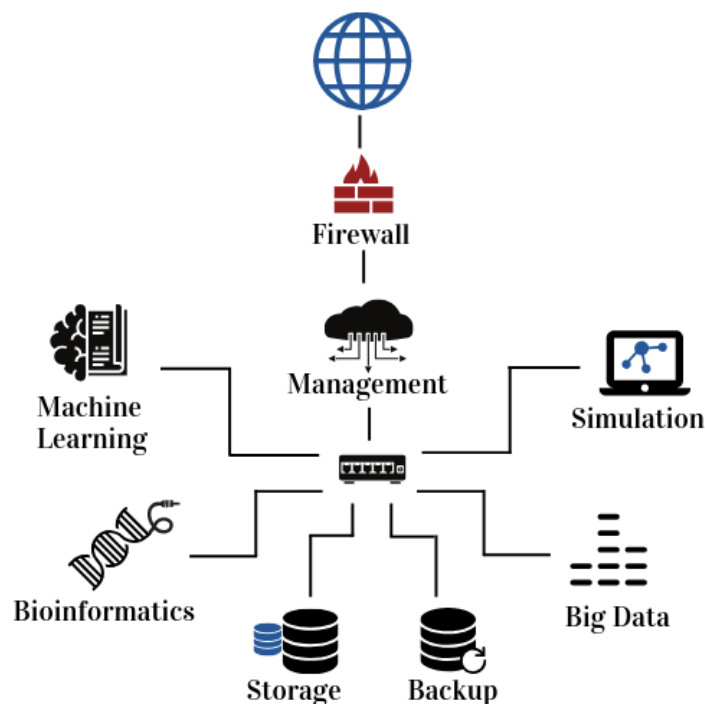 Firewall
Management
Machine
Learning
Simulation
Bioinformatics
Big Data
Storage
Backup